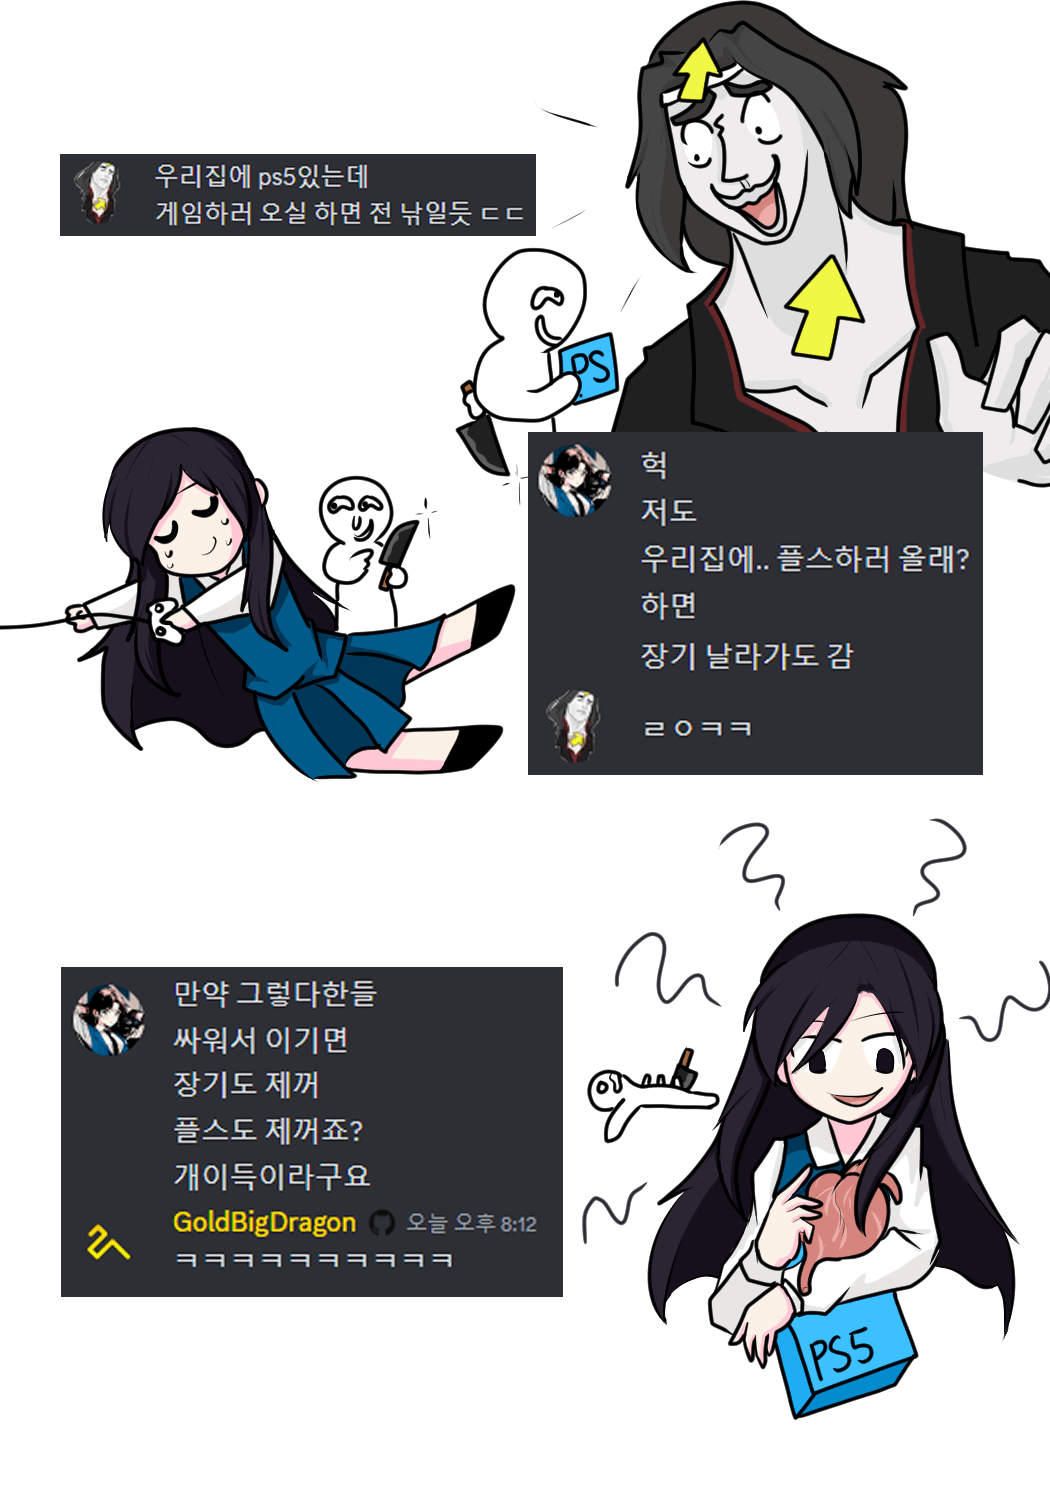 우리집에 ps5있는데
게임하러 오실 하면 전 낚일듯 ㄷㄷ
PS
헉
저도
우리집에.. 플스하러 올래?
하면
장기 날라가도 감
ㄹㅇㅋㅋ
만약 그렇다한들
싸워서 이기면
장기도 제꺼
플스도 제꺼죠?
개이득이라구요
GoldBigDragon 오늘 오후 8:12
ㅋㅋㅋㅋㅋㅋㅋㅋㅋㅋ
PS5